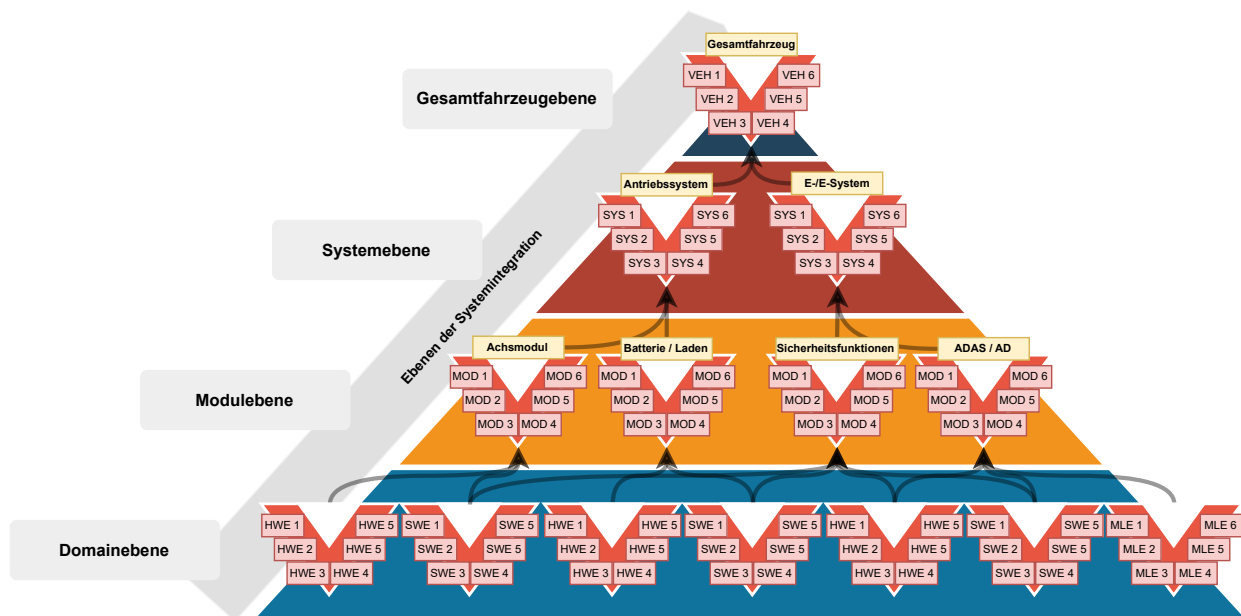 Gesamtfahrzeug
VEH 1 VEH 6
Gesamtfahrzeugebene
VEH 2 VEH 5
VEH 3 VEH 4
Antriebssystem E-/E-System
SYS 1 SYS 6 SYS 1 SYS 6
Systemebene
SYS 2 SYS 5 SYS 2 SYS 5
SYS 3 SYS 4 SYS 3 SYS 4
Ebenen der Systemintegration
Achsmodul Batterie / Laden Sicherheitsfunktionen ADAS / AD
MOD 1 MOD 6 MOD 1 MOD 6 MOD 1 MOD 6 MOD 1 MOD 6
Modulebene
MOD 2 MOD 5 MOD 2 MOD 5 MOD 2 MOD 5 MOD 2 MOD 5
MOD 3 MOD 4 MOD 3 MOD 4 MOD 3 MOD 4 MOD 3 MOD 4
HWE 1 HWE 5 SWE 1 SWE 5 HWE 1 HWE 5 SWE 1 SWE 5 HWE 1 HWE 5 SWE 1 SWE 5 MLE 1 MLE 6
Domainebene
HWE 2 HWE 5 SWE 2 SWE 5 HWE 2 HWE 5 SWE 2 SWE 5 HWE 2 HWE 5 SWE 2 SWE 5 MLE 2 MLE 5
HWE 3 HWE 4 SWE 3 SWE 4 HWE 3 HWE 4 SWE 3 SWE 4 HWE 3 HWE 4 SWE 3 SWE 4 MLE 3 MLE 4